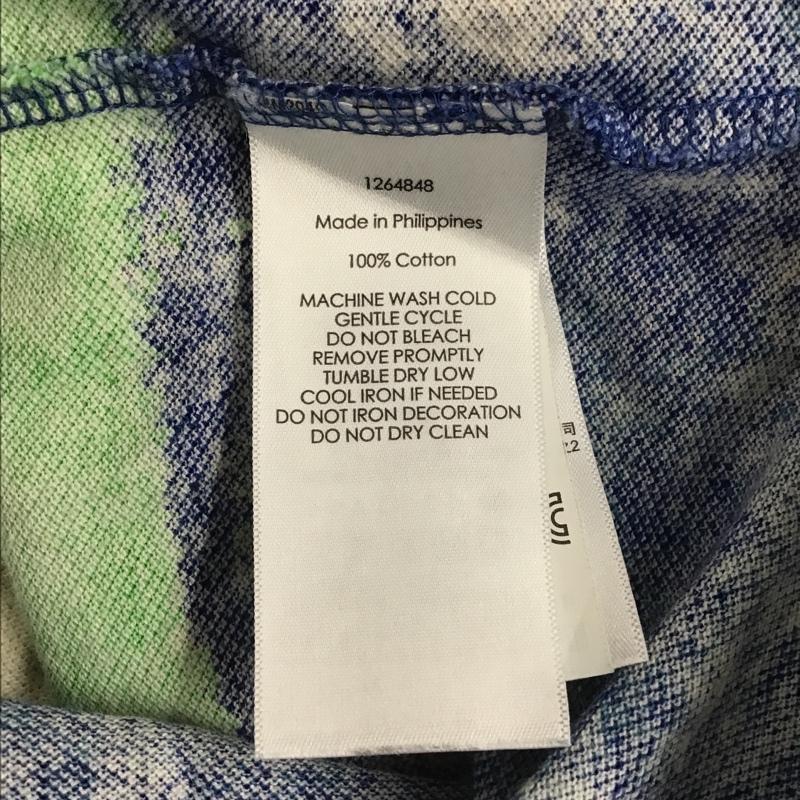 1264848
Made in Philippines
100% Cotton
MACHINE WASH COLD
GENTLE CYCLE
DO NOT BLEACH
REMOVE PROMPTLY
TUMBLE DRY LOW
COOL IRON IF NEEDED
DO NOT IRON DECORATION
DO NOT DRY CLEAN
司